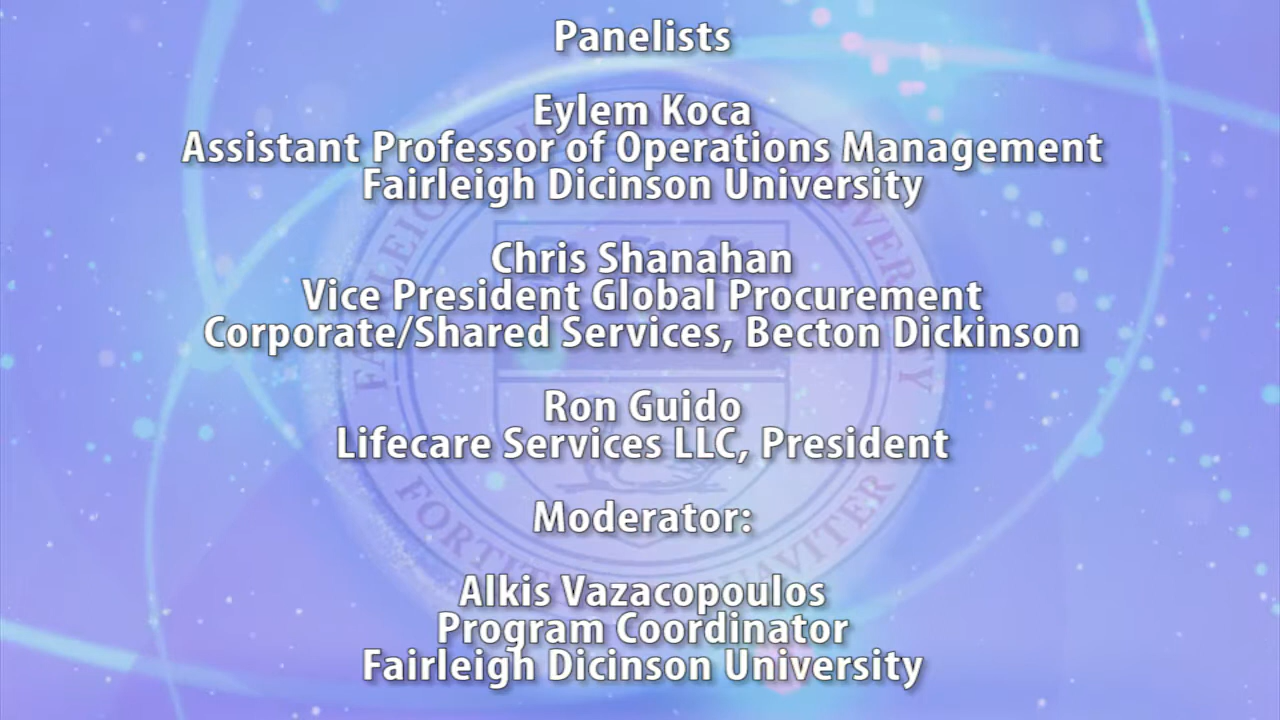 Panelists
Eylem Koca
Assistant Professor of Operations Management
Fairleigh Dicinson University
Chris Shanahan
Vice President Global Procurement
Corporate/Shared Services, Becton Dickinson
Ron Guido
Lifecare Services LLC, President
Moderator:
Alkis Vazacopoulos
Program Coordinator
Fairleigh Dicinson University